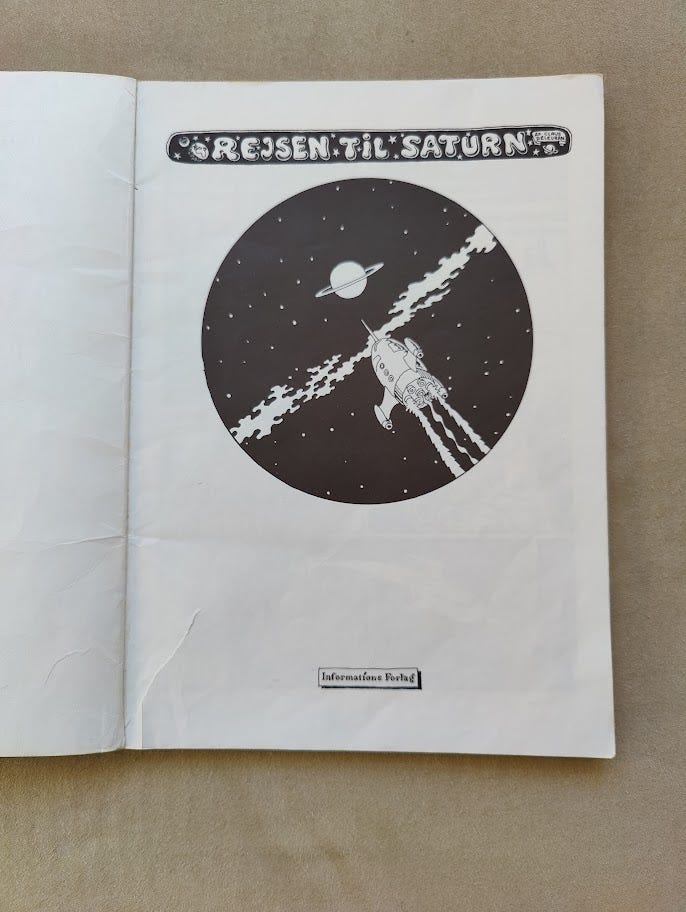 REJSEN TIL SATURN
AF CLAUS
DELEURAN
Informations Forlag